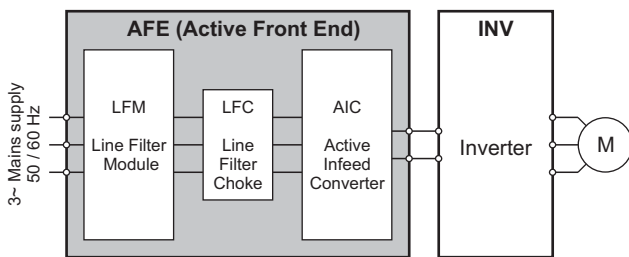 AFE (Active Front End)
INV
3~ Mains supply
50 / 60 Hz
LFM
Line Filter
Module
LFC
Line
Filter
Choke
AIC
Active
Infeed
Converter
Inverter
M